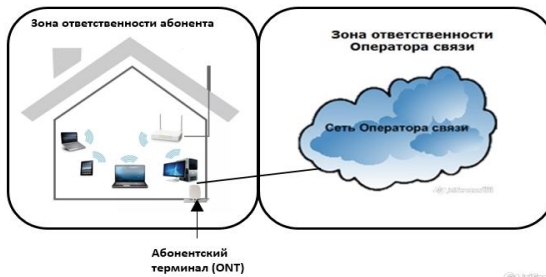 Зона ответственности абонента
Зона ответственности
Оператора связи
Сеть Оператора связи
Абонентский
терминал (ONT)